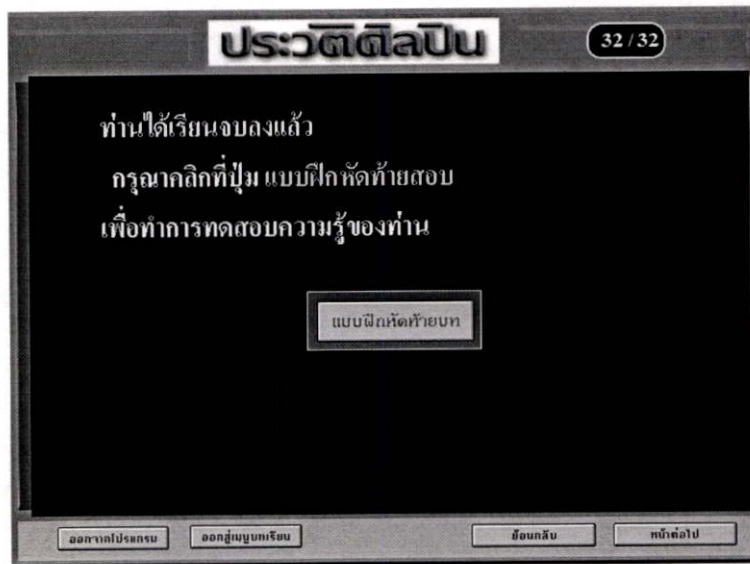 ประวัติศิลปิน
32/32
ท่านได้เรียนจบลงแล้ว
กรุณาคลิกที่ปุ่ม แบบฝึกหัดท้ายสอบ
เพื่อทำการทดสอบความรู้ของท่าน
แบบฝึกหัดท้ายบท
ออกจากโปรแกรม ออกสู่เมนูบทเรียน ย้อนกลับ หน้าต่อไป